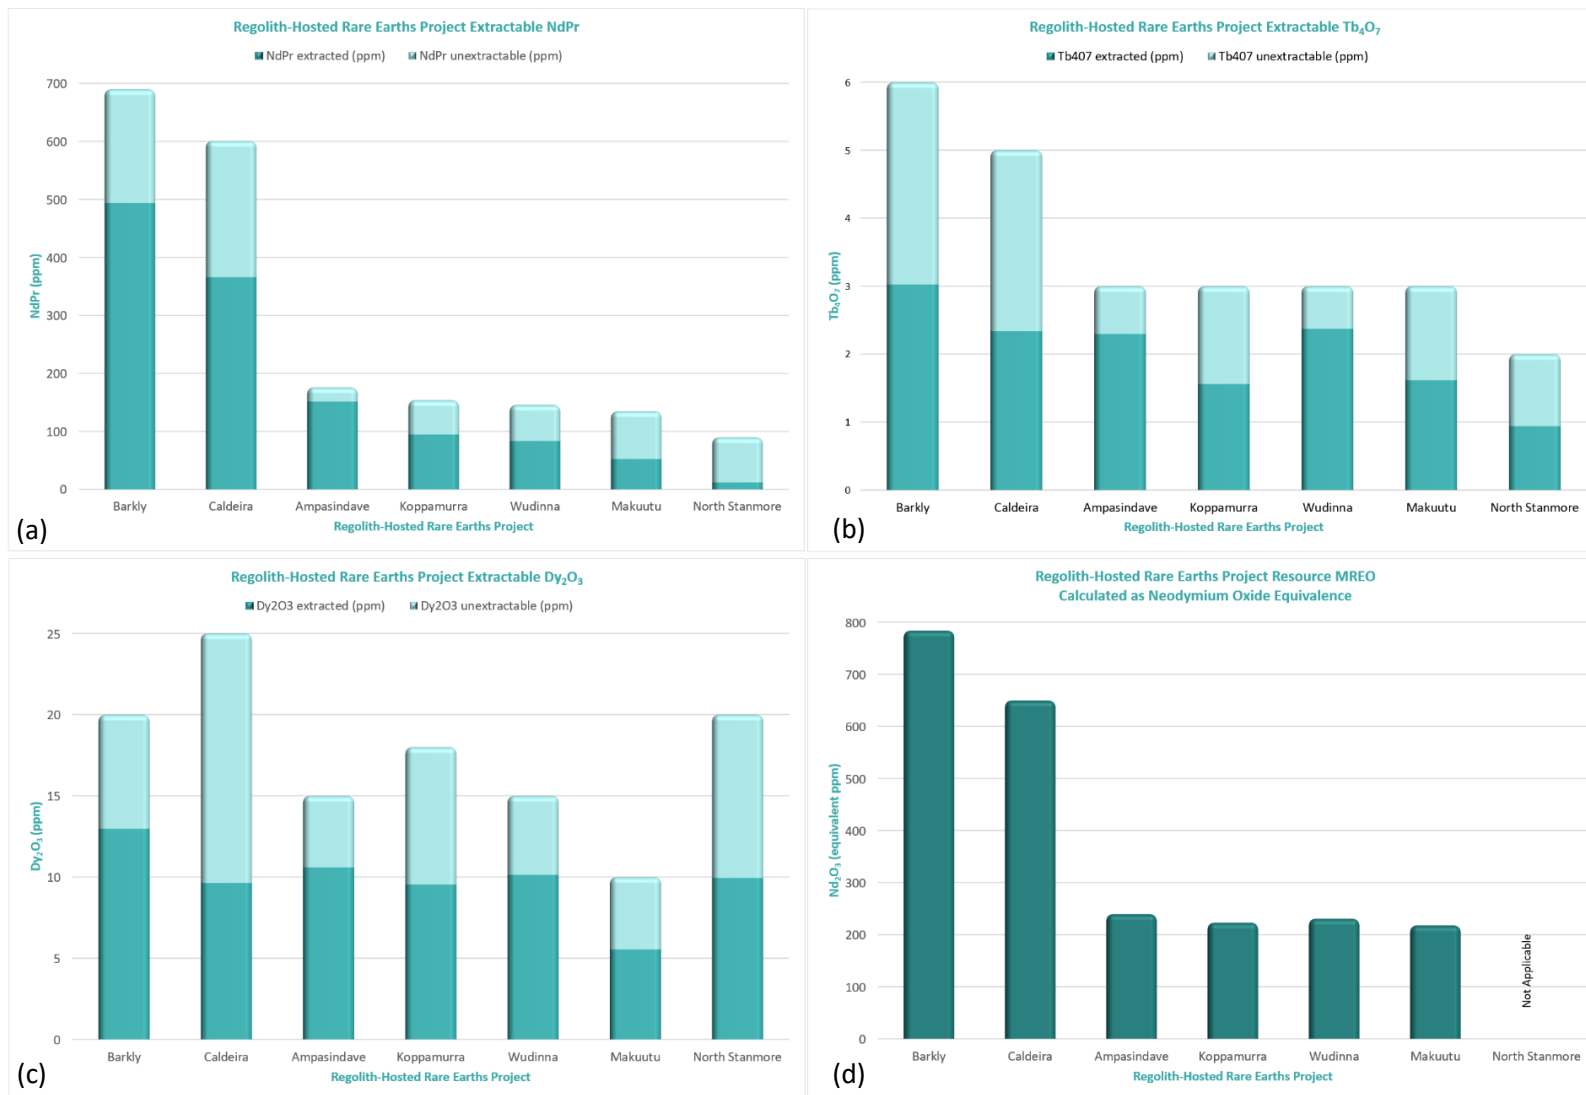 Regolith-Hosted Rare Earths Project Extractable NdPr
NdPr extracted (ppm) NdPr unextractable (ppm)
700
600
500
400
300
200
100
0
NdPr (ppm)
Barkly Caldeira Ampasindave Koppamurra Wudinna Makuutu North Stanmore
Regolith-Hosted Rare Earths Project
(a)
Regolith-Hosted Rare Earths Project Extractable Tb₄O₇
Tb407 extracted (ppm) Tb407 unextractable (ppm)
6
5
4
3
2
1
0
Tb₄O₇ (ppm)
Barkly Caldeira Ampasindave Koppamurra Wudinna Makuutu North Stanmore
Regolith-Hosted Rare Earths Project
(b)
Regolith-Hosted Rare Earths Project Extractable Dy₂O₃
Dy2O3 extracted (ppm) Dy2O3 unextractable (ppm)
25
20
15
10
5
0
Dy₂O₃ (ppm)
Barkly Caldeira Ampasindave Koppamurra Wudinna Makuutu North Stanmore
Regolith-Hosted Rare Earths Project
(c)
Regolith-Hosted Rare Earths Project Resource MREO
Calculated as Neodymium Oxide Equivalence
800
700
600
500
400
300
200
100
0
Nd₂O₃ (equivalent ppm)
Not Applicable
Barkly Caldeira Ampasindave Koppamurra Wudinna Makuutu North Stanmore
Regolith-Hosted Rare Earths Project
(d)